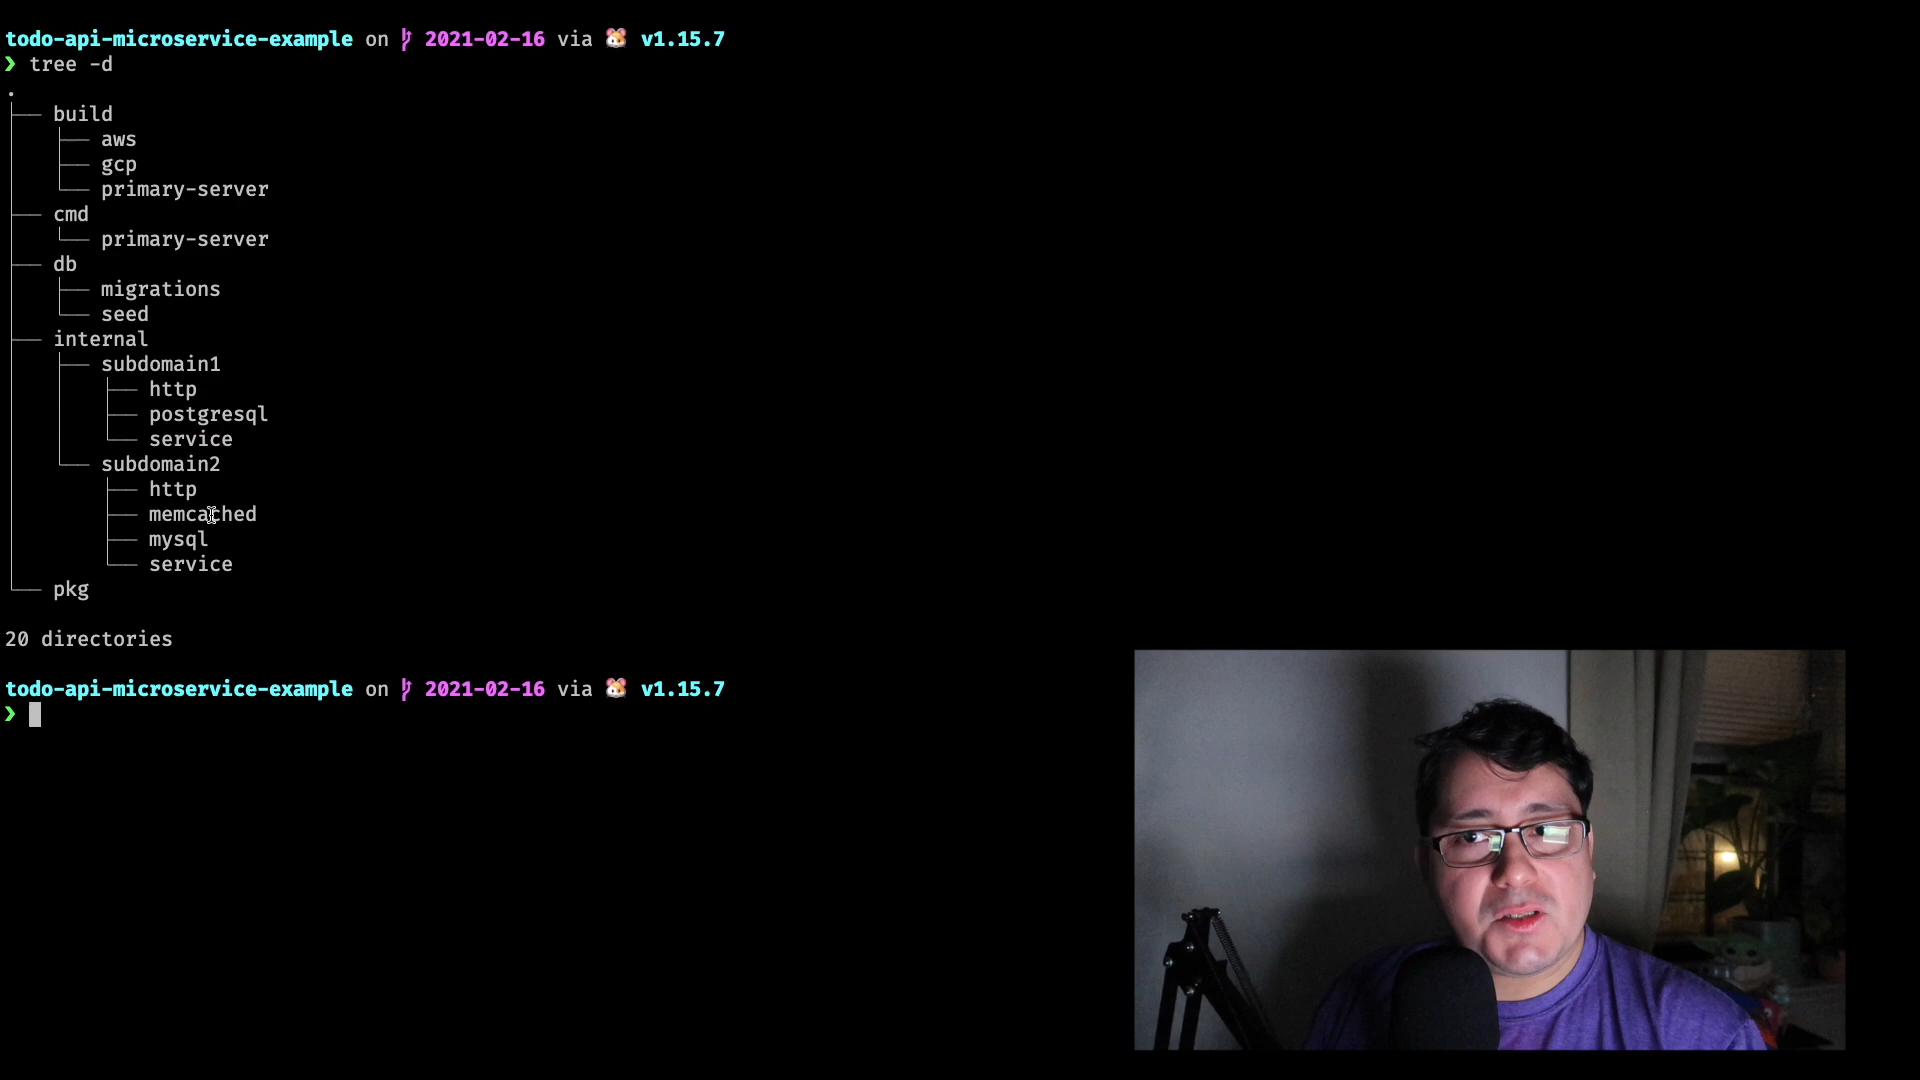 todo-api-microservice-example on 2021-02-16 via 🐹 v1.15.7
❯ tree -d
.
├── build
│   ├── aws
│   ├── gcp
│   └── primary-server
├── cmd
│   └── primary-server
├── db
│   ├── migrations
│   └── seed
├── internal
│   ├── subdomain1
│   │   ├── http
│   │   ├── postgresql
│   │   └── service
│   └── subdomain2
│       ├── http
│       ├── memcached
│       ├── mysql
│       └── service
└── pkg
20 directories
todo-api-microservice-example on 2021-02-16 via 🐹 v1.15.7
❯